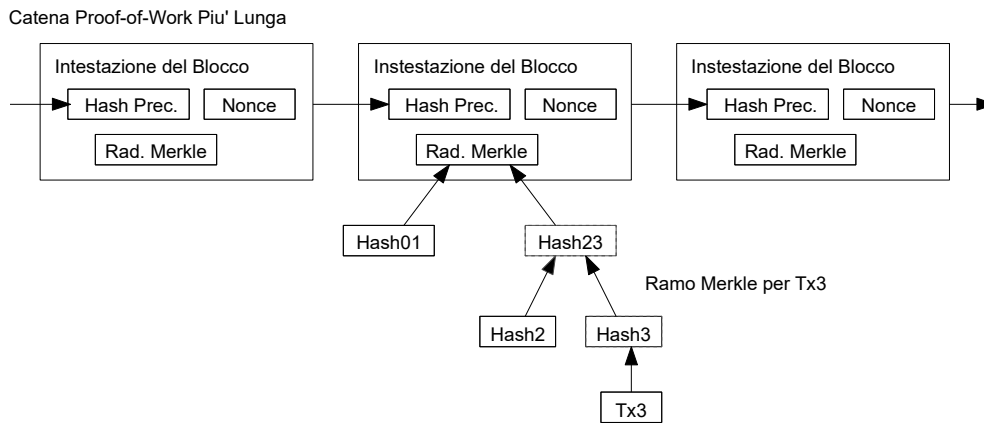 Catena Proof-of-Work Piu' Lunga
Intestazione del Blocco
Instestazione del Blocco
Instestazione del Blocco
Hash Prec.
Nonce
Hash Prec.
Nonce
Hash Prec.
Nonce
Rad. Merkle
Rad. Merkle
Rad. Merkle
Hash01
Hash23
Ramo Merkle per Tx3
Hash2
Hash3
Tx3